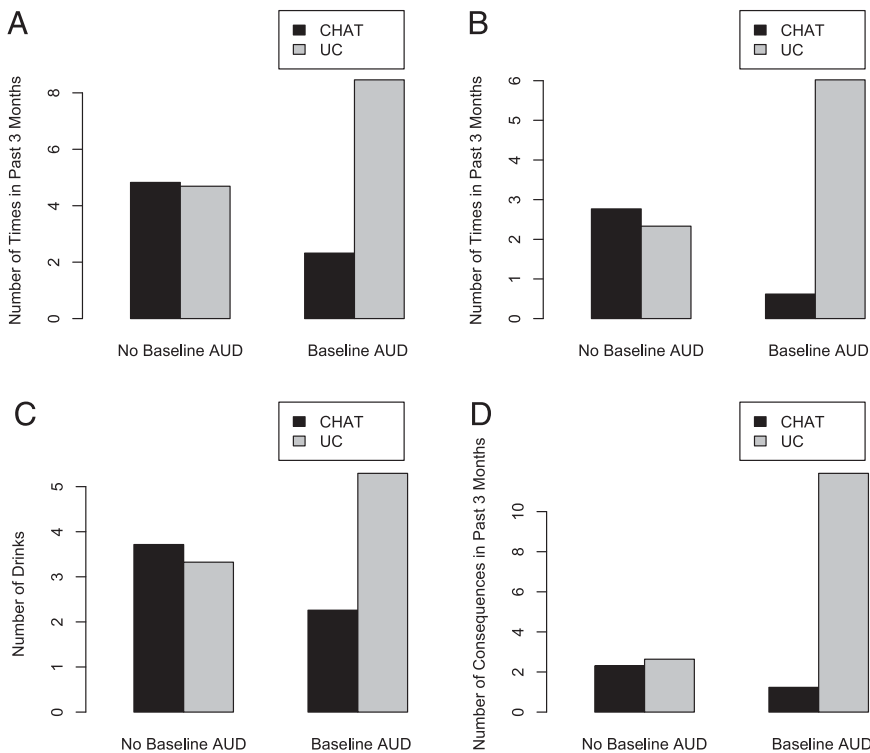 A
CHAT
UC
Number of Times in Past 3 Months
8
6
4
2
0
No Baseline AUD
Baseline AUD
B
CHAT
UC
Number of Times in Past 3 Months
6
5
4
3
2
1
0
No Baseline AUD
Baseline AUD
C
CHAT
UC
Number of Drinks
5
4
3
2
1
0
No Baseline AUD
Baseline AUD
D
CHAT
UC
Number of Consequences in Past 3 Months
10
8
6
4
2
0
No Baseline AUD
Baseline AUD